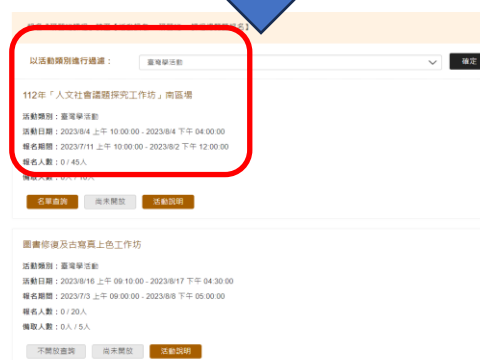 以活動類別進行過濾：
臺灣學活動
確定
112年「人文社會議題探究工作坊」南區場
活動類別：臺灣學活動
活動日期：2023/8/4 上午 10:00:00 - 2023/8/4 下午 04:00:00
報名期間：2023/7/11 上午 10:00:00 - 2023/8/2 下午 12:00:00
報名人數：0 / 45人
備取人數：0人 / 10人
名單查詢 尚未開放 活動說明
圖書修復及古寫真上色工作坊
活動類別：臺灣學活動
活動日期：2023/8/16 上午 09:10:00 - 2023/8/17 下午 04:30:00
報名期間：2023/7/3 上午 09:00:00 - 2023/8/8 下午 05:00:00
報名人數：0 / 20人
備取人數：0人 / 5人
不開放查詢 尚未開放 活動說明